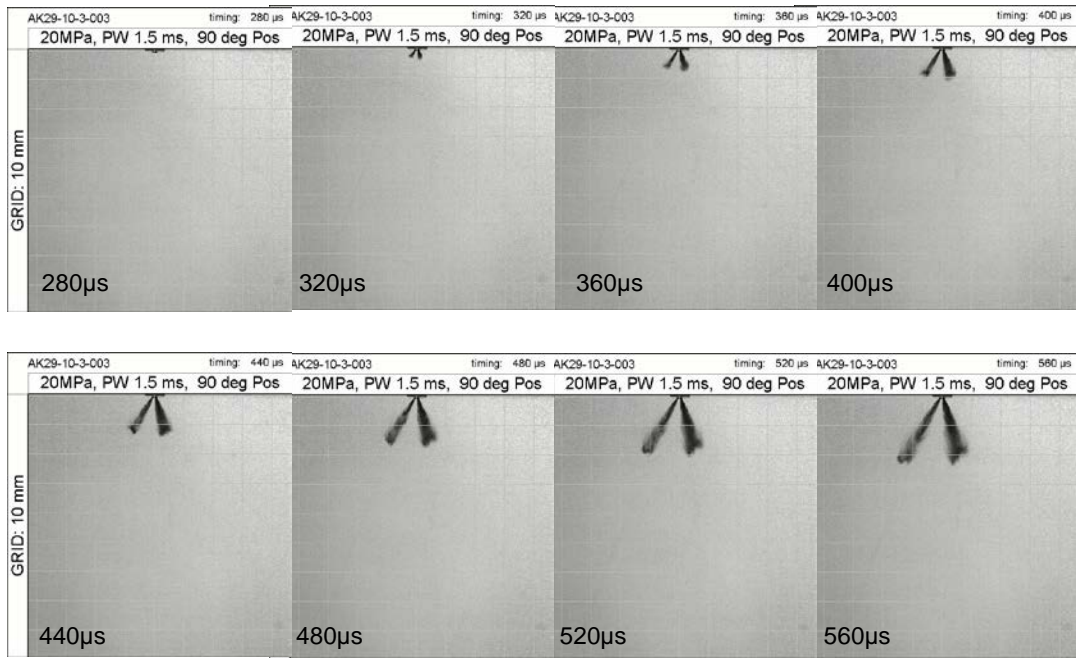 AK29-10-3-003 timing: 280 µs AK29-10-3-003 timing: 320 µs AK29-10-3-003 timing: 360 µs AK29-10-3-003 timing: 400 µs
20MPa, PW 1.5 ms, 90 deg Pos 20MPa, PW 1.5 ms, 90 deg Pos 20MPa, PW 1.5 ms, 90 deg Pos 20MPa, PW 1.5 ms, 90 deg Pos
GRID: 10 mm
280µs 320µs 360µs 400µs
AK29-10-3-003 timing: 440 µs AK29-10-3-003 timing: 480 µs AK29-10-3-003 timing: 520 µs AK29-10-3-003 timing: 560 µs
20MPa, PW 1.5 ms, 90 deg Pos 20MPa, PW 1.5 ms, 90 deg Pos 20MPa, PW 1.5 ms, 90 deg Pos 20MPa, PW 1.5 ms, 90 deg Pos
GRID: 10 mm
440µs 480µs 520µs 560µs